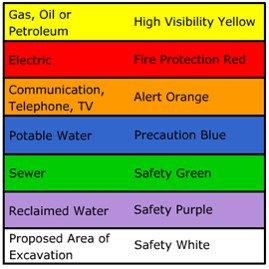 Gas, Oil or
Petroleum
High Visibility Yellow
Electric
Fire Protection Red
Communication,
Telephone, TV
Alert Orange
Potable Water
Precaution Blue
Sewer
Safety Green
Reclaimed Water
Safety Purple
Proposed Area of
Excavation
Safety White